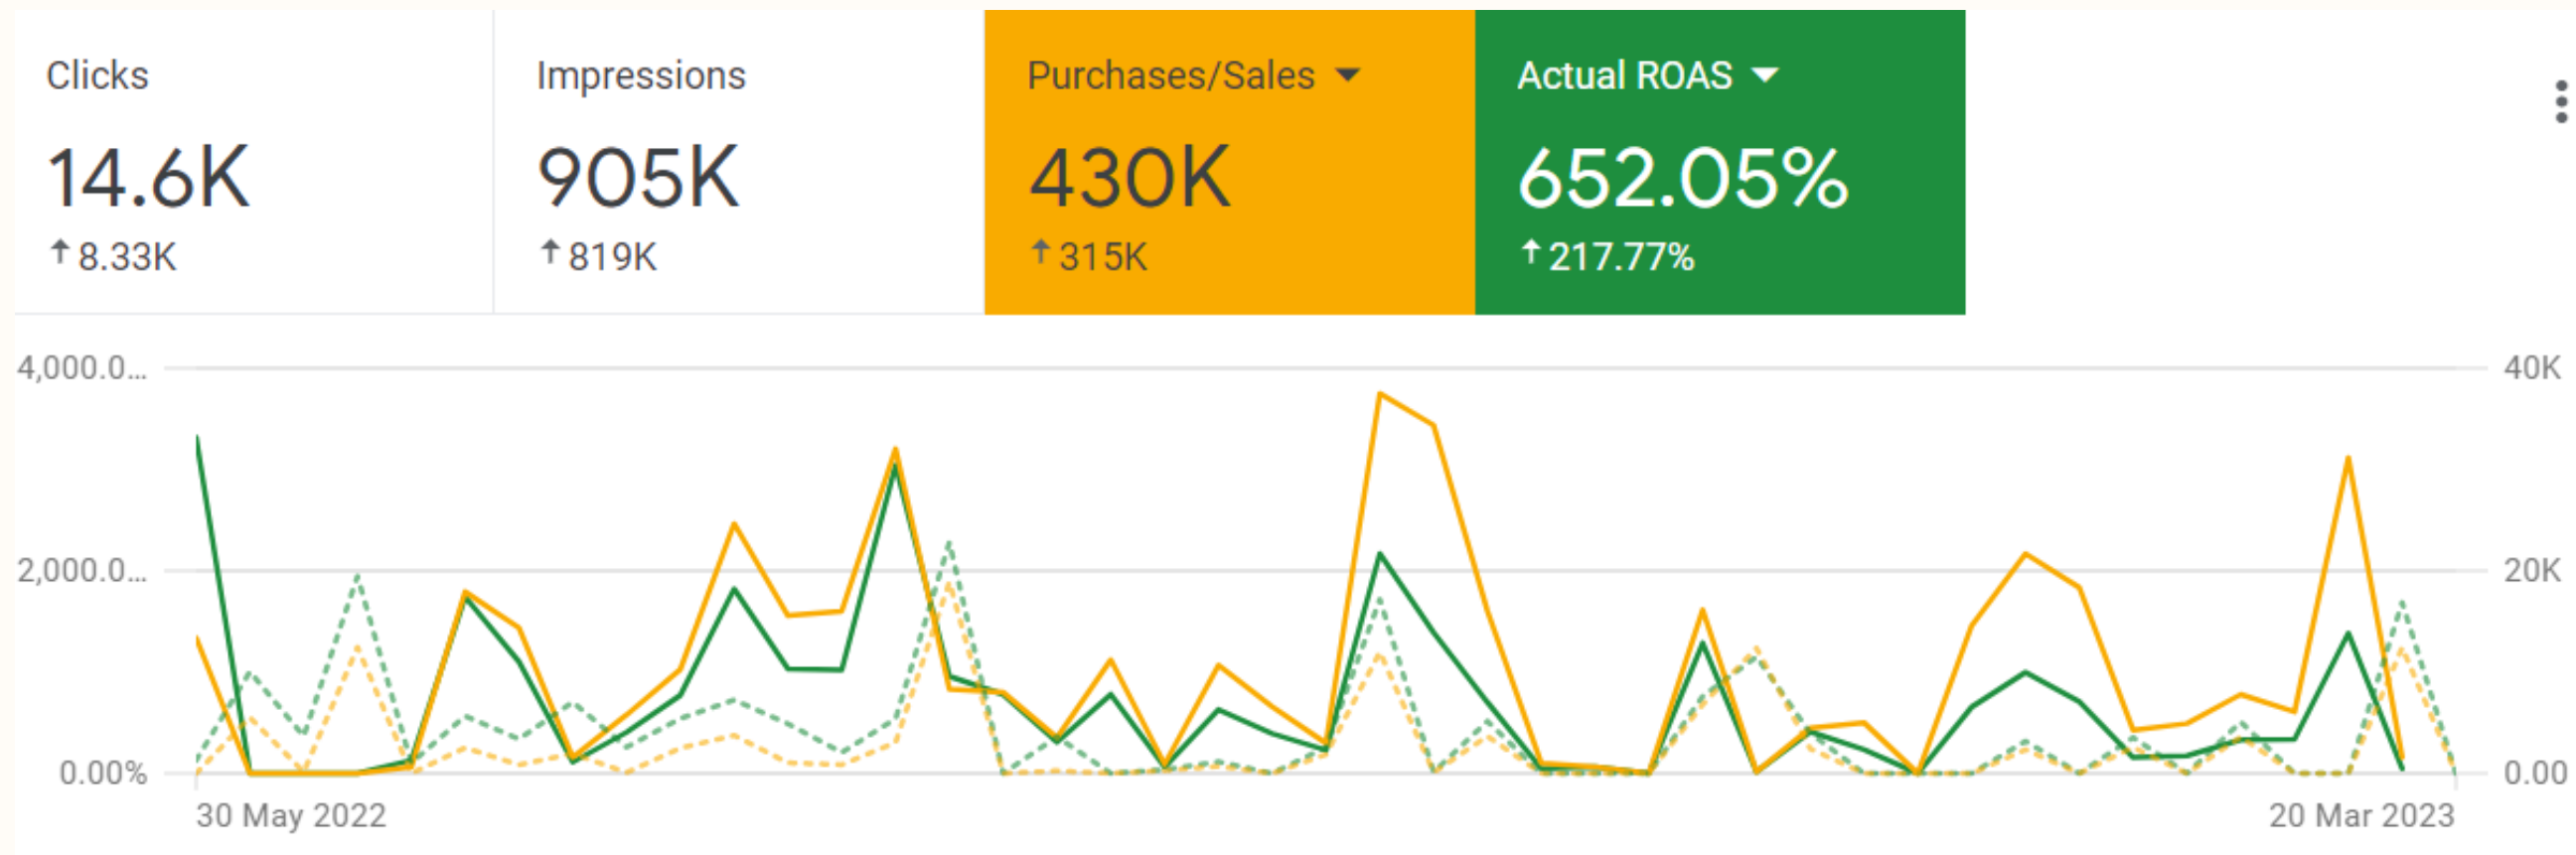 Clicks
14.6K
↑8.33K
Impressions
905K
↑819K
Purchases/Sales
430K
↑315K
Actual ROAS
652.05%
↑217.77%
4,000.0... 40K
2,000.0... 20K
0.00% 0.00
30 May 2022 20 Mar 2023